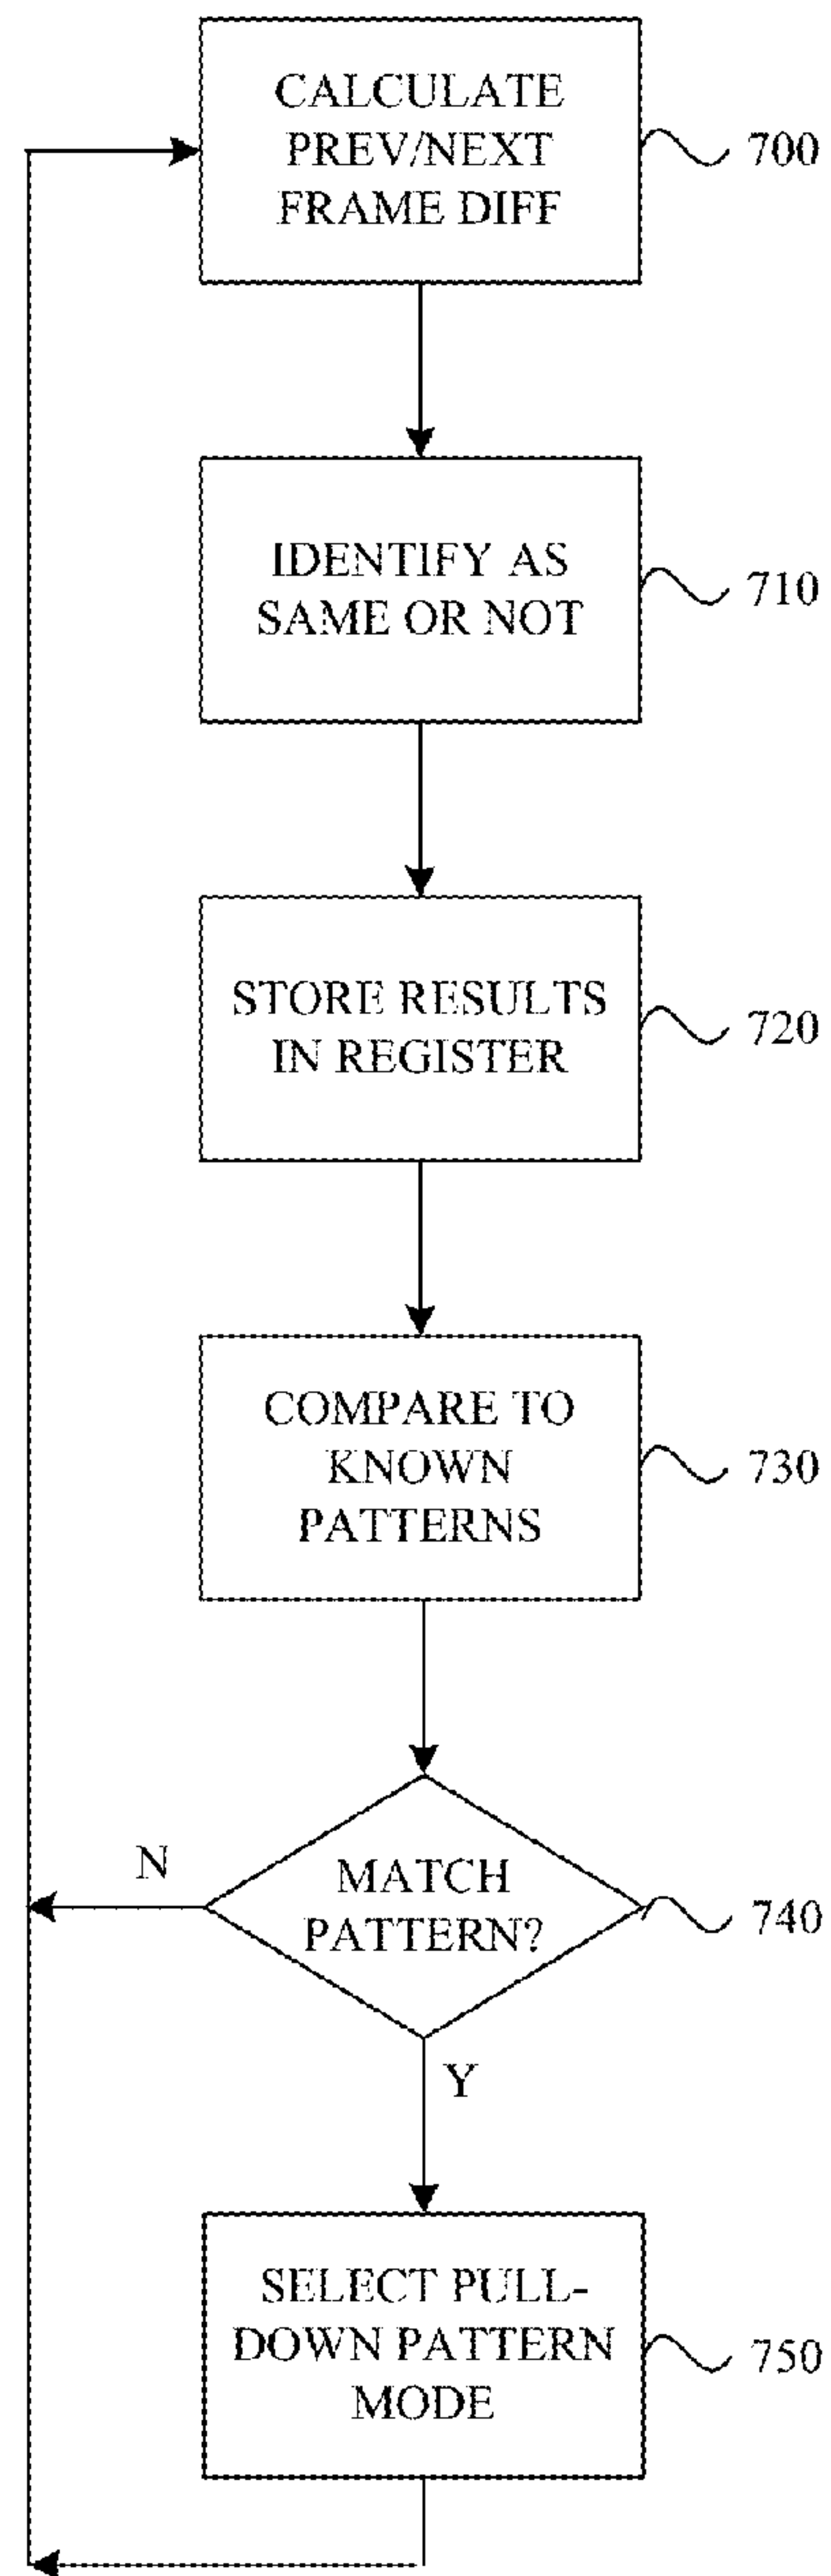 CALCULATE
PREV/NEXT
FRAME DIFF
700
IDENTIFY AS
SAME OR NOT
710
STORE RESULTS
IN REGISTER
720
COMPARE TO
KNOWN
PATTERNS
730
N
MATCH
PATTERN?
740
Y
SELECT PULL-
DOWN PATTERN
MODE
750